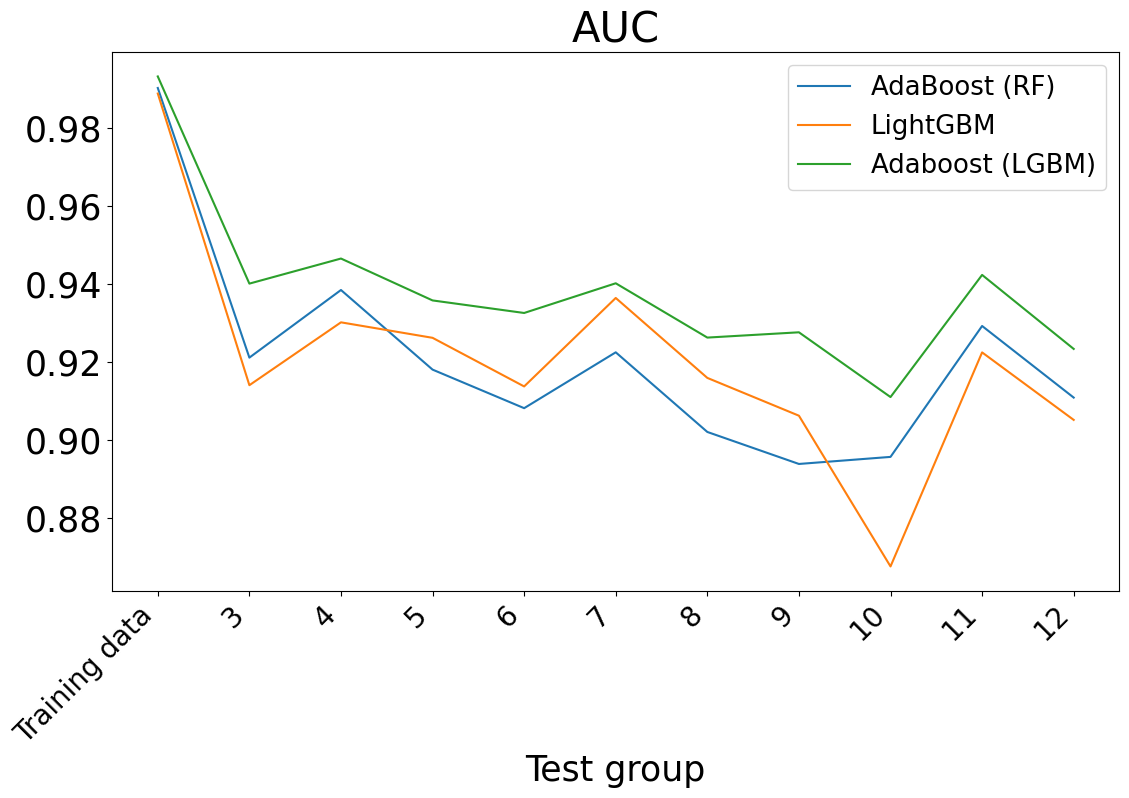 AUC
AdaBoost (RF)
LightGBM
Adaboost (LGBM)
0.98
0.96
0.94
0.92
0.90
0.88
Training data
3
4
5
6
7
8
9
10
11
12
Test group